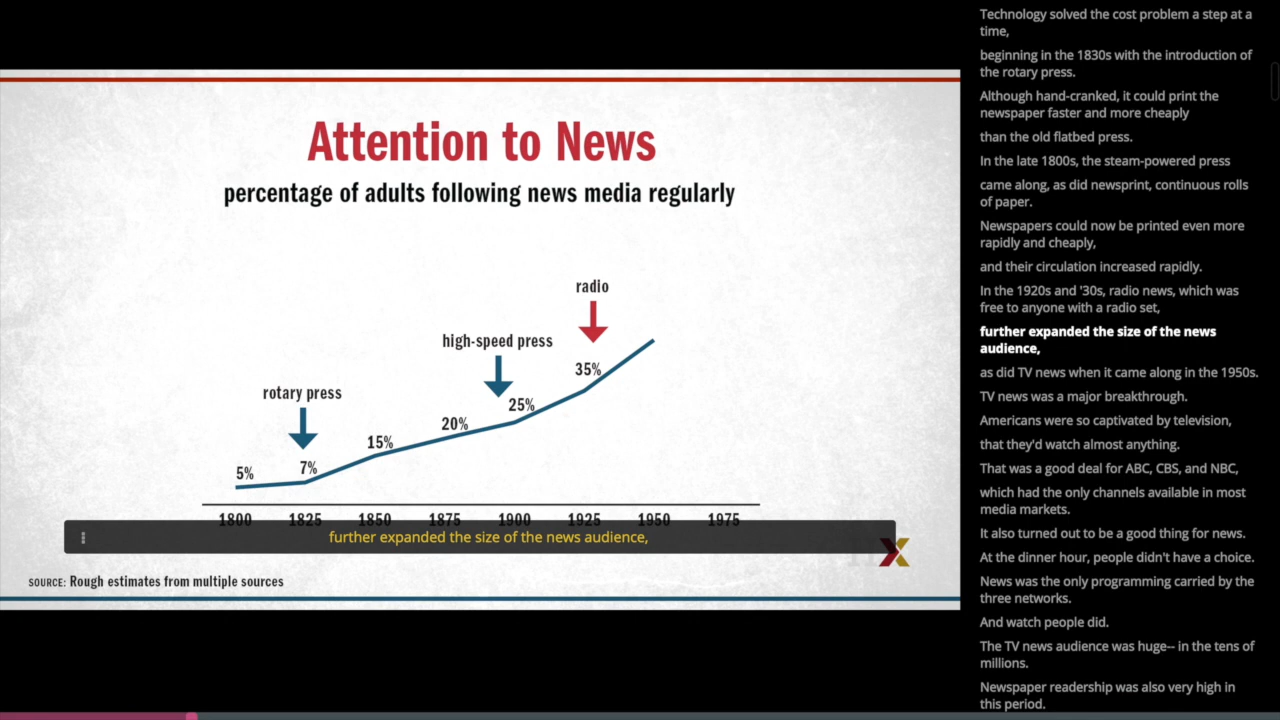 Attention to News
percentage of adults following news media regularly
radio
high-speed press
35%
rotary press
25%
20%
15%
7%
5%
1800 1825 1850 1875 1900 1925 1950 1975
further expanded the size of the news audience,
X
SOURCE: Rough estimates from multiple sources
Technology solved the cost problem a step at a
time,
beginning in the 1830s with the introduction of
the rotary press.
Although hand-cranked, it could print the
newspaper faster and more cheaply
than the old flatbed press.
In the late 1800s, the steam-powered press
came along, as did newsprint, continuous rolls
of paper.
Newspapers could now be printed even more
rapidly and cheaply,
and their circulation increased rapidly.
In the 1920s and '30s, radio news, which was
free to anyone with a radio set,
further expanded the size of the news
audience,
as did TV news when it came along in the 1950s.
TV news was a major breakthrough.
Americans were so captivated by television,
that they'd watch almost anything.
That was a good deal for ABC, CBS, and NBC,
which had the only channels available in most
media markets.
It also turned out to be a good thing for news.
At the dinner hour, people didn't have a choice.
News was the only programming carried by the
three networks.
And watch people did.
The TV news audience was huge-- in the tens of
millions.
Newspaper readership was also very high in
this period.